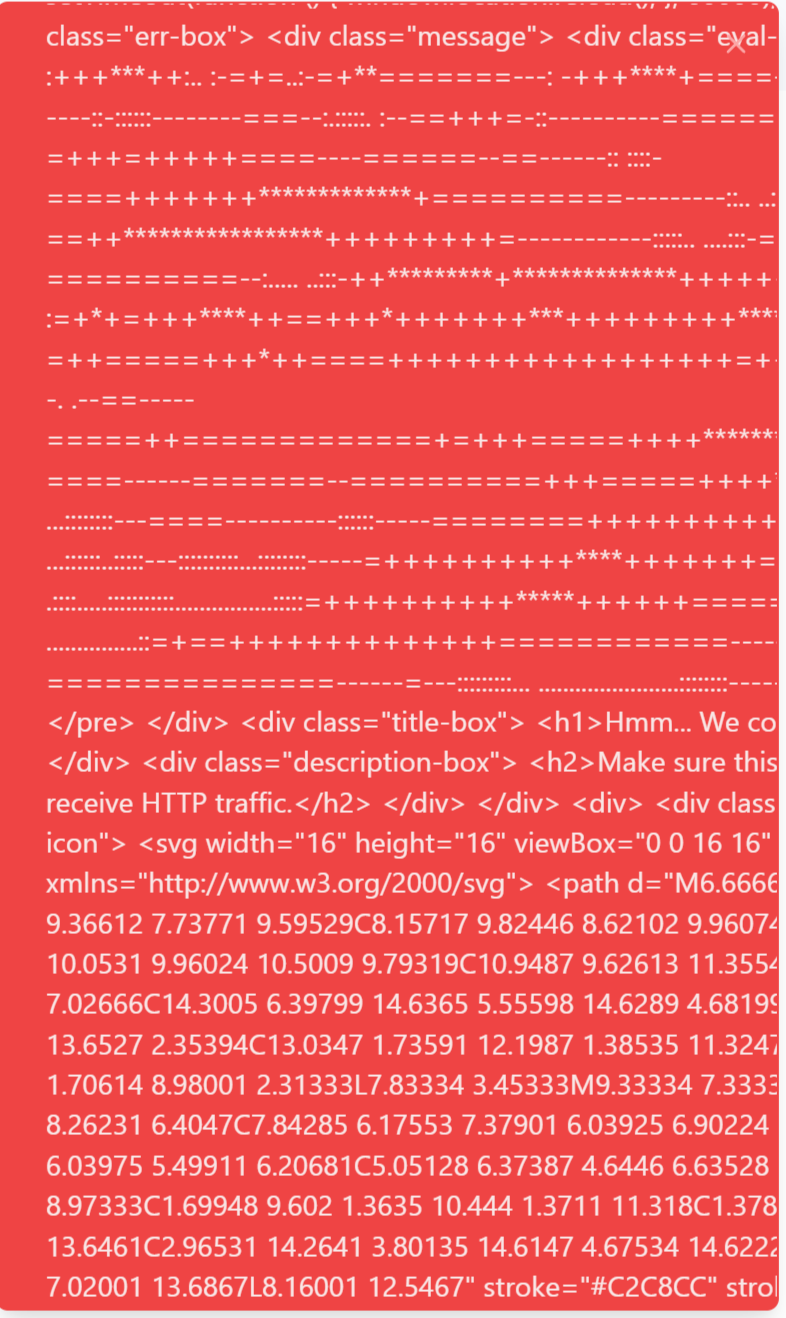 class="err-box"> <div class="message"> <div class="eval-
:+++***++:.. :-=+=..:-=+**=======---: -+++****+====-
----::-::::::--------===--:.:::::. :--==+++=-::----------======
=+++=+++++====----======--==------:: ::::-
====+++++++*************+==========---------::.. ..:
==++*****************+++++++++=------------:::::.. ....:::-=
==========--:..... ..:::-++*********+**************+++++
:=+*+=+++****++==+++*+++++++***+++++++++****
=++=====+++*++====++++++++++++++++++=+
-. .--==-----
=====++=============+=+++=====++++*******
====------=======--==========+++=====++++
...::::::::---====----------::::::-----========++++++++++
...::::::..:::::---::::::::::..::::::::-----=++++++++++****+++++++=
.:::::.....:::::::::::.....................:::::=++++++++++*****++++++=====
...............::=+==++++++++++++++============----
===============------=---:::::::::... ......................::::::::----
</pre> </div> <div class="title-box"> <h1>Hmm... We co
</div> <div class="description-box"> <h2>Make sure this
receive HTTP traffic.</h2> </div> </div> <div> <div class
icon"> <svg width="16" height="16" viewBox="0 0 16 16"
xmlns="http://www.w3.org/2000/svg"> <path d="M6.6666
9.36612 7.73771 9.59529C8.15717 9.82446 8.62102 9.96074
10.0531 9.96024 10.5009 9.79319C10.9487 9.62613 11.3554
7.02666C14.3005 6.39799 14.6365 5.55598 14.6289 4.68199
13.6527 2.35394C13.0347 1.73591 12.1987 1.38535 11.3247
1.70614 8.98001 2.31333L7.83334 3.45333M9.33334 7.3333
8.26231 6.4047C7.84285 6.17553 7.37901 6.03925 6.90224
6.03975 5.49911 6.20681C5.05128 6.37387 4.6446 6.63528
8.97333C1.69948 9.602 1.3635 10.444 1.3711 11.318C1.378
13.6461C2.96531 14.2641 3.80135 14.6147 4.67534 14.6222
7.02001 13.6867L8.16001 12.5467" stroke="#C2C8CC" stro